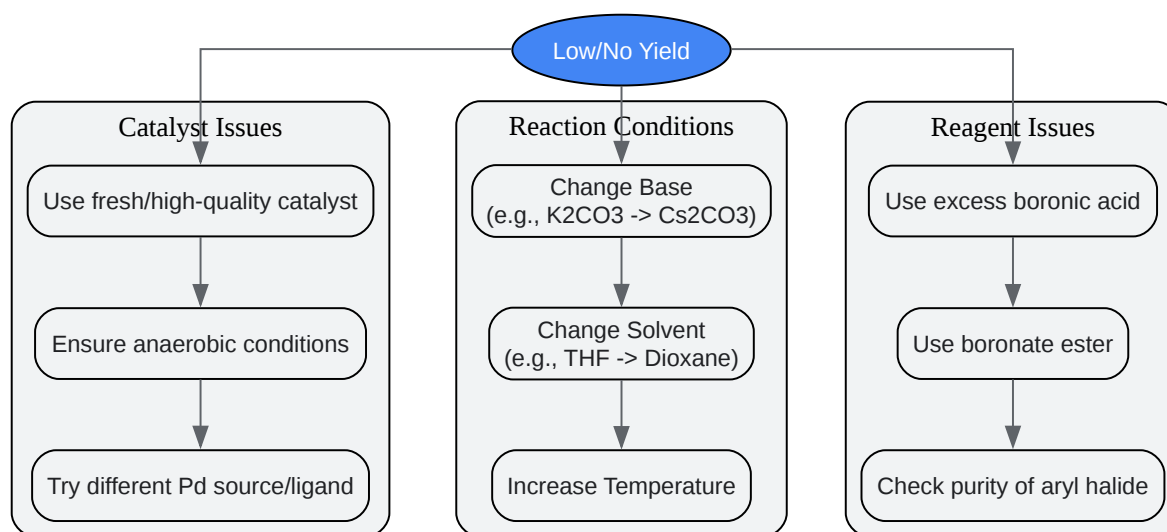 Low/No Yield
Catalyst Issues
Use fresh/high-quality catalyst
Ensure anaerobic conditions
Try different Pd source/ligand
Reaction Conditions
Change Base
(e.g., K2CO3 -> Cs2CO3)
Change Solvent
(e.g., THF -> Dioxane)
Increase Temperature
Reagent Issues
Use excess boronic acid
Use boronate ester
Check purity of aryl halide